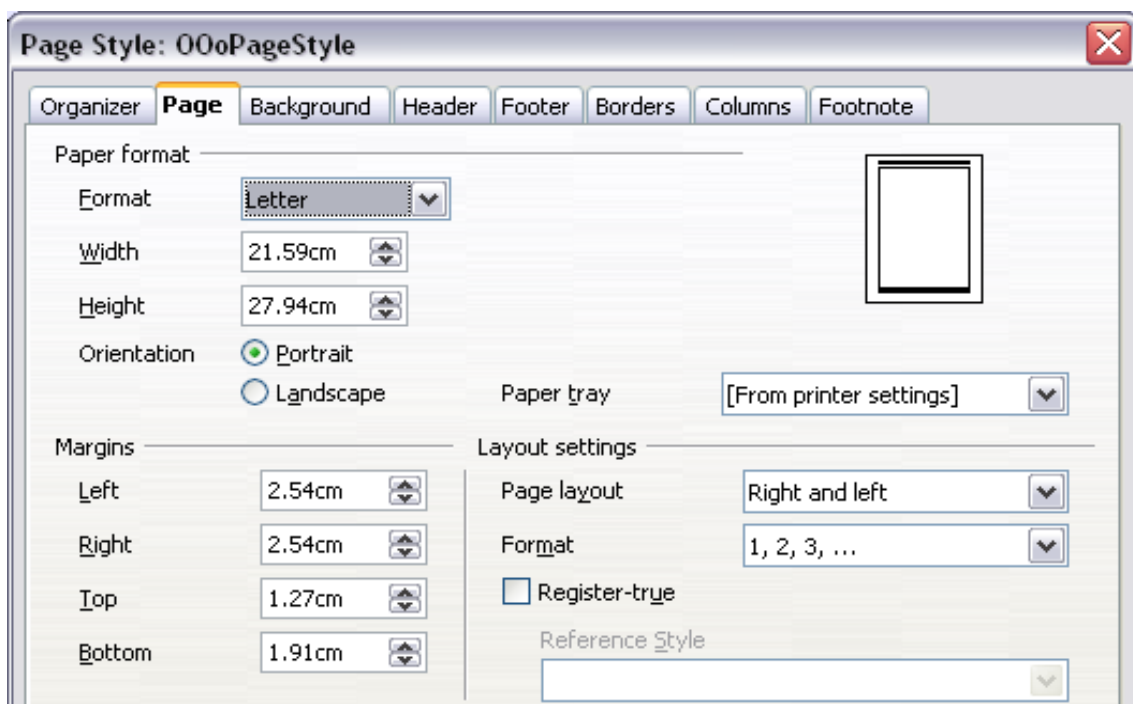 Page Style: OOoPageStyle
Organizer Page Background Header Footer Borders Columns Footnote
Paper format
Format Letter
Width 21.59cm
Height 27.94cm
Orientation Portrait
Landscape
Paper tray [From printer settings]
Margins
Left 2.54cm
Right 2.54cm
Top 1.27cm
Bottom 1.91cm
Layout settings
Page layout Right and left
Format 1, 2, 3, ...
Register-true
Reference Style